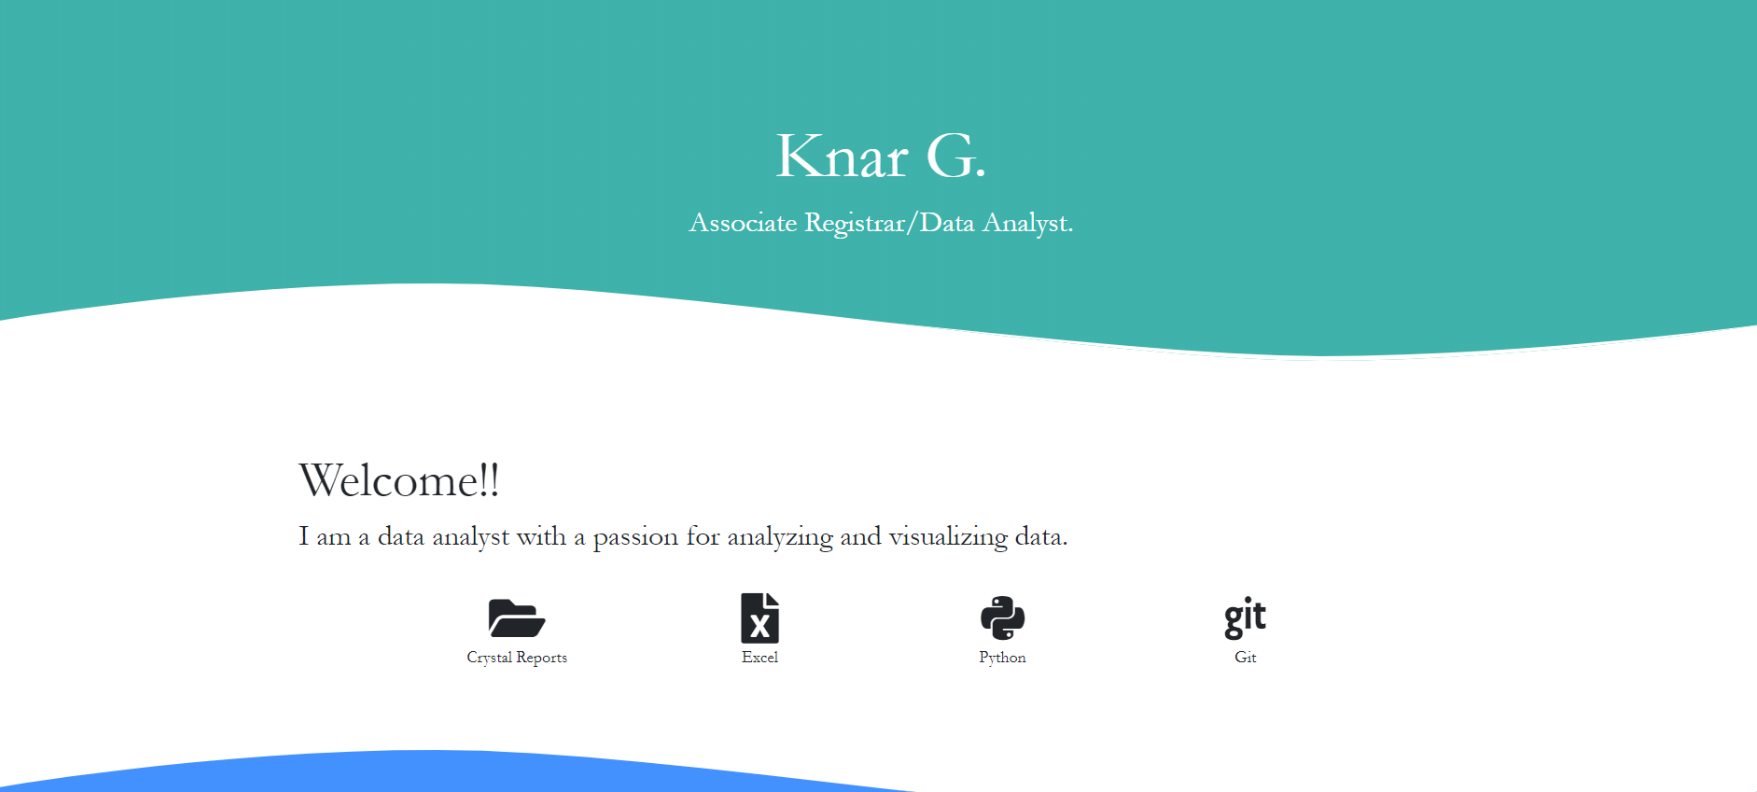 Knar G.
Associate Registrar/Data Analyst.
Welcome!!
I am a data analyst with a passion for analyzing and visualizing data.
X
git
Crystal Reports
Excel
Python
Git